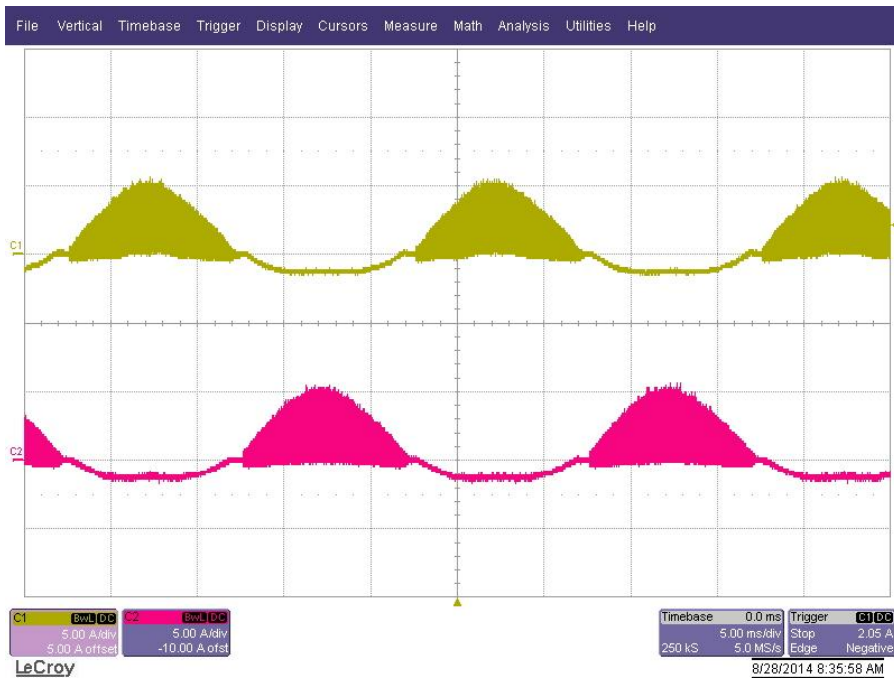 File Vertical Timebase Trigger Display Cursors Measure Math Analysis Utilities Help
C1
C2
C1 BwL DC
5.00 A/div
5.00 A offset
C2 BwL DC
5.00 A/div
-10.00 A ofst
Timebase 0.0 ms
5.00 ms/div
250 kS 5.0 MS/s
Trigger C1 DC
Stop 2.05 A
Edge Negative
LeCroy
8/28/2014 8:35:58 AM